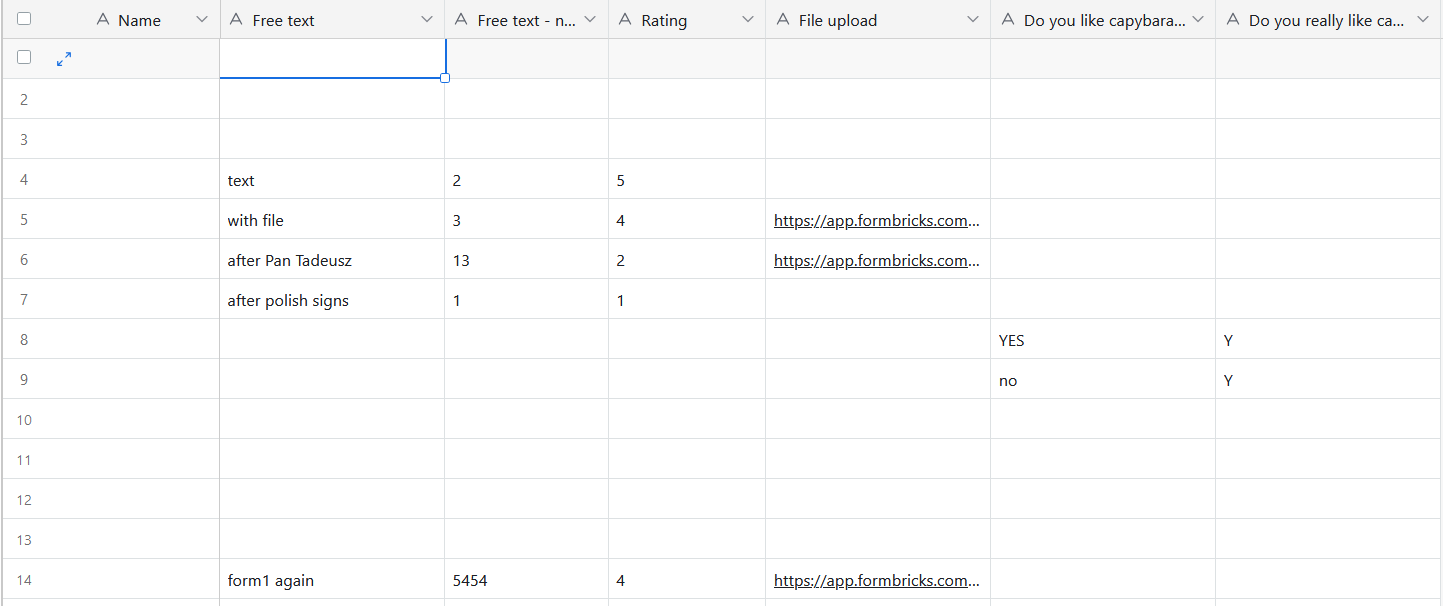 Name Free text Free text - n... Rating File upload Do you like capybara... Do you really like ca...
2
3
4 text 2 5
5 with file 3 4 https://app.formbricks.com...
6 after Pan Tadeusz 13 2 https://app.formbricks.com...
7 after polish signs 1 1
8 YES Y
9 no Y
10
11
12
13
14 form1 again 5454 4 https://app.formbricks.com...